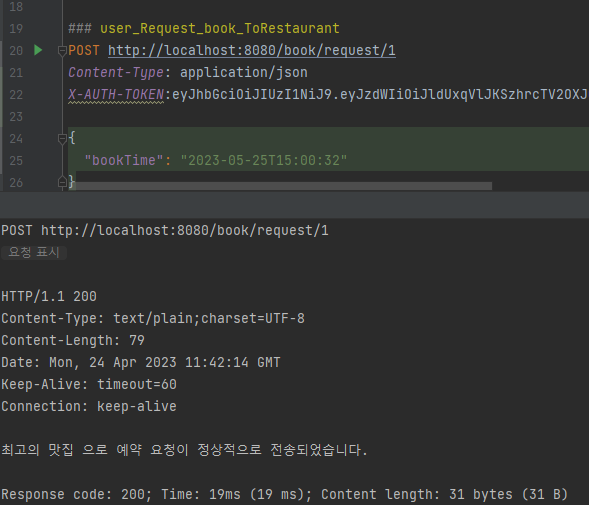 18
19 ### user_Request_book_ToRestaurant
20 POST http://localhost:8080/book/request/1
21 Content-Type: application/json
22 X-AUTH-TOKEN:eyJhbGciOiJIUzI1NiJ9.eyJzdWIiOiJldUxqVlJKSzhrcTV2OXJ
23
24 {
25 "bookTime": "2023-05-25T15:00:32"
26 }
POST http://localhost:8080/book/request/1
요청 표시
HTTP/1.1 200
Content-Type: text/plain;charset=UTF-8
Content-Length: 79
Date: Mon, 24 Apr 2023 11:42:14 GMT
Keep-Alive: timeout=60
Connection: keep-alive
최고의 맛집 으로 예약 요청이 정상적으로 전송되었습니다.
Response code: 200; Time: 19ms (19 ms); Content length: 31 bytes (31 B)